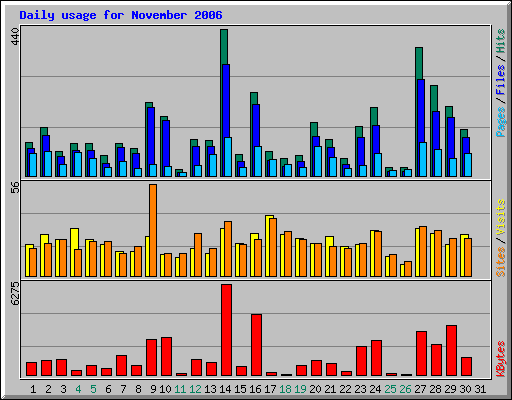 Daily usage for November 2006
440
Pages / Files / Hits
56
Sites / Visits
6275
KBytes
1 2 3 4 5 6 7 8 9 10 11 12 13 14 15 16 17 18 19 20 21 22 23 24 25 26 27 28 29 30 31